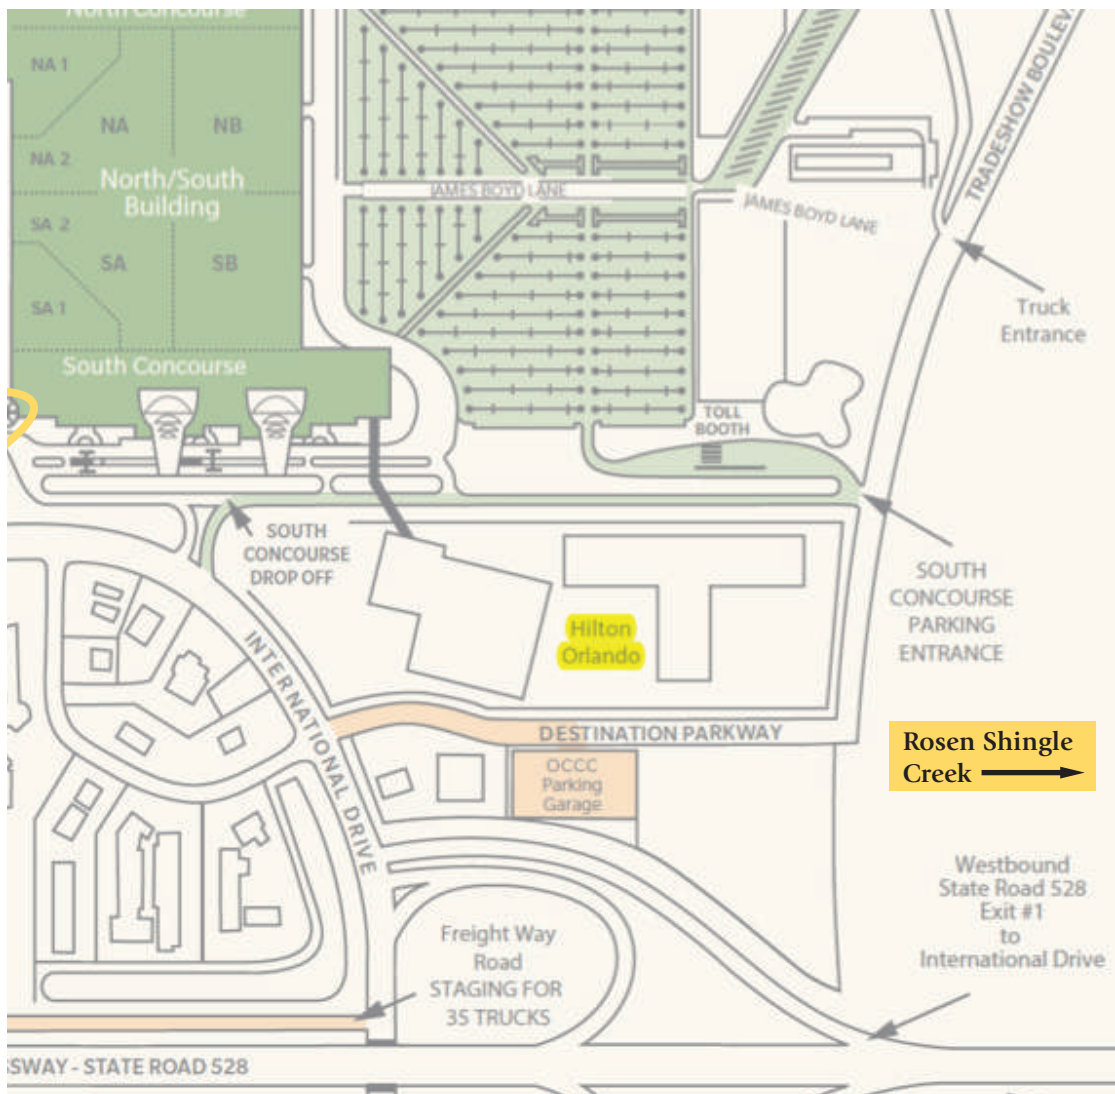 North Concourse
NA 1
NA
NB
NA 2
North/South
Building
SA 2
SA
SB
SA 1
South Concourse
JAMES BOYD LANE
JAMES BOYD LANE
TRADESHOW BOULEV
Truck
Entrance
TOLL
BOOTH
SOUTH
CONCOURSE
DROP OFF
SOUTH
CONCOURSE
PARKING
ENTRANCE
Hilton
Orlando
INTERNATIONAL DRIVE
DESTINATION PARKWAY
OCCC
Parking
Garage
Rosen Shingle
Creek
Westbound
State Road 528
Exit #1
to
International Drive
Freight Way
Road
STAGING FOR
35 TRUCKS
SSWAY - STATE ROAD 528